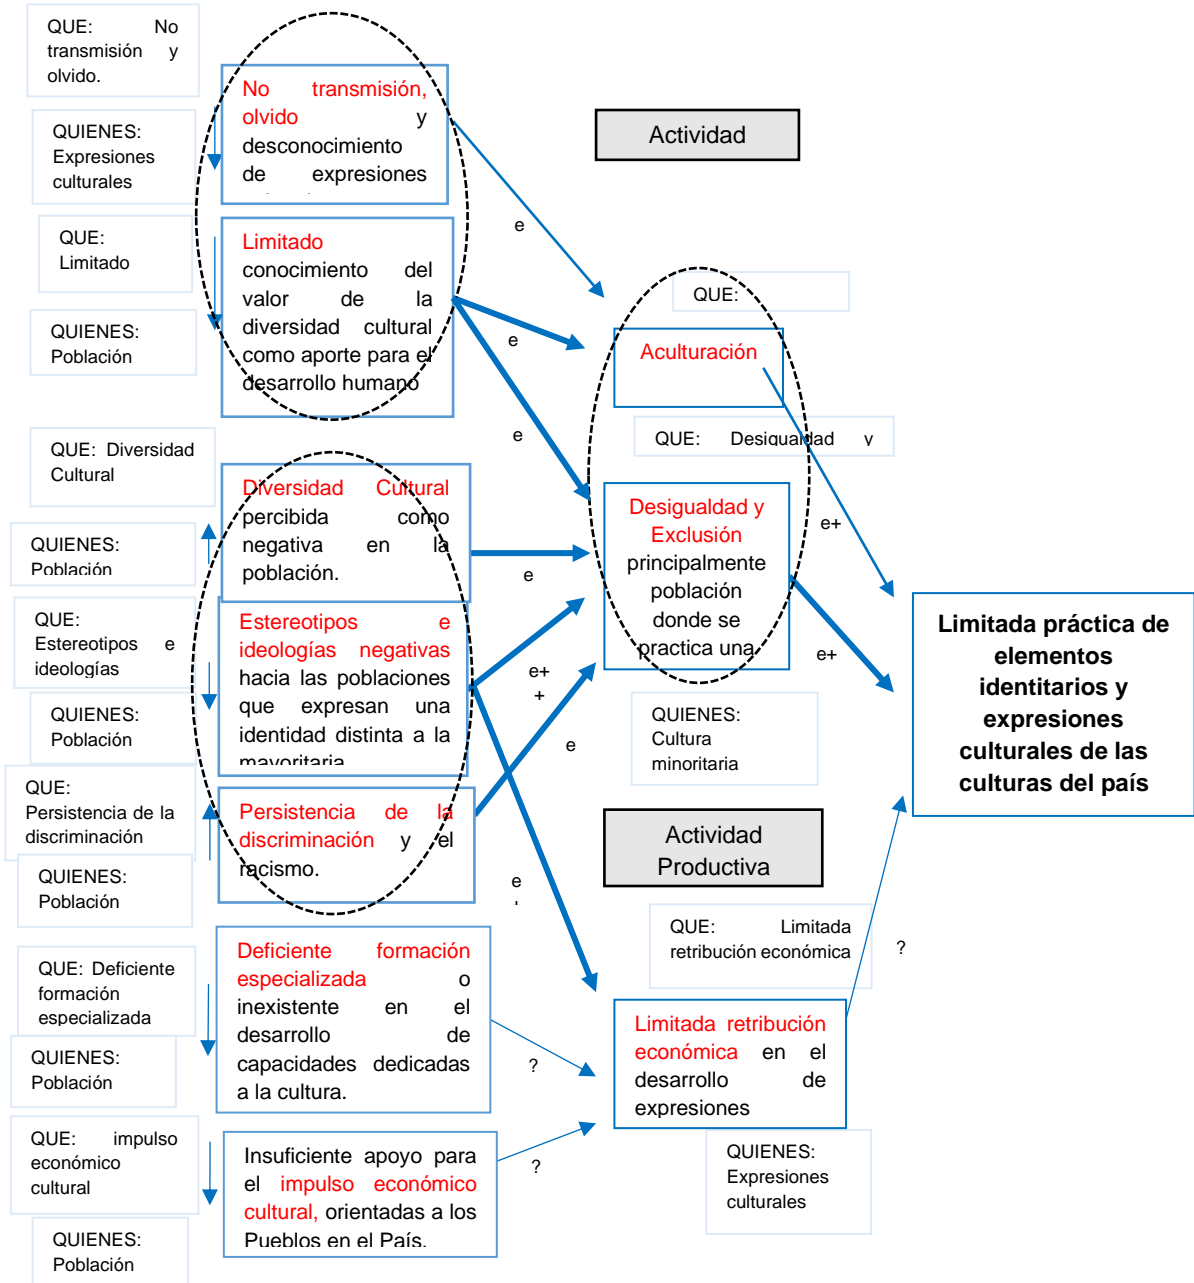 QUE: No
transmisión y
olvido.
QUIENES:
Expresiones
culturales
QUE:
Limitado
QUIENES:
Población
QUE: Diversidad
Cultural
QUIENES:
Población
QUE:
Estereotipos e
ideologías
QUIENES:
Población
QUE:
Persistencia de la
discriminación
QUIENES:
Población
QUE: Deficiente
formación
especializada
QUIENES:
Población
QUE: impulso
económico
cultural
QUIENES:
Población
No transmisión,
olvido y
desconocimiento
de expresiones
Limitado
conocimiento del
valor de la
diversidad cultural
como aporte para el
desarrollo humano
Diversidad Cultural
percibida como
negativa en la
población.
Estereotipos e
ideologías negativas
hacia las poblaciones
que expresan una
identidad distinta a la
mayoritaria
Persistencia de la
discriminación y el
racismo.
Deficiente formación
especializada o
inexistente en el
desarrollo de
capacidades dedicadas
a la cultura.
Insuficiente apoyo para
el impulso económico
cultural, orientadas a los
Pueblos en el País.
e
e
e
e
e+
+
e
e
?
?
Actividad
QUE:
Aculturación
QUE: Desigualdad y
Desigualdad y
Exclusión
principalmente
población
donde se
practica una
QUIENES:
Cultura
minoritaria
Actividad
Productiva
QUE: Limitada
retribución económica
Limitada retribución
económica en el
desarrollo de
expresiones
QUIENES:
Expresiones
culturales
e+
e+
?
Limitada práctica de
elementos
identitarios y
expresiones
culturales de las
culturas del país